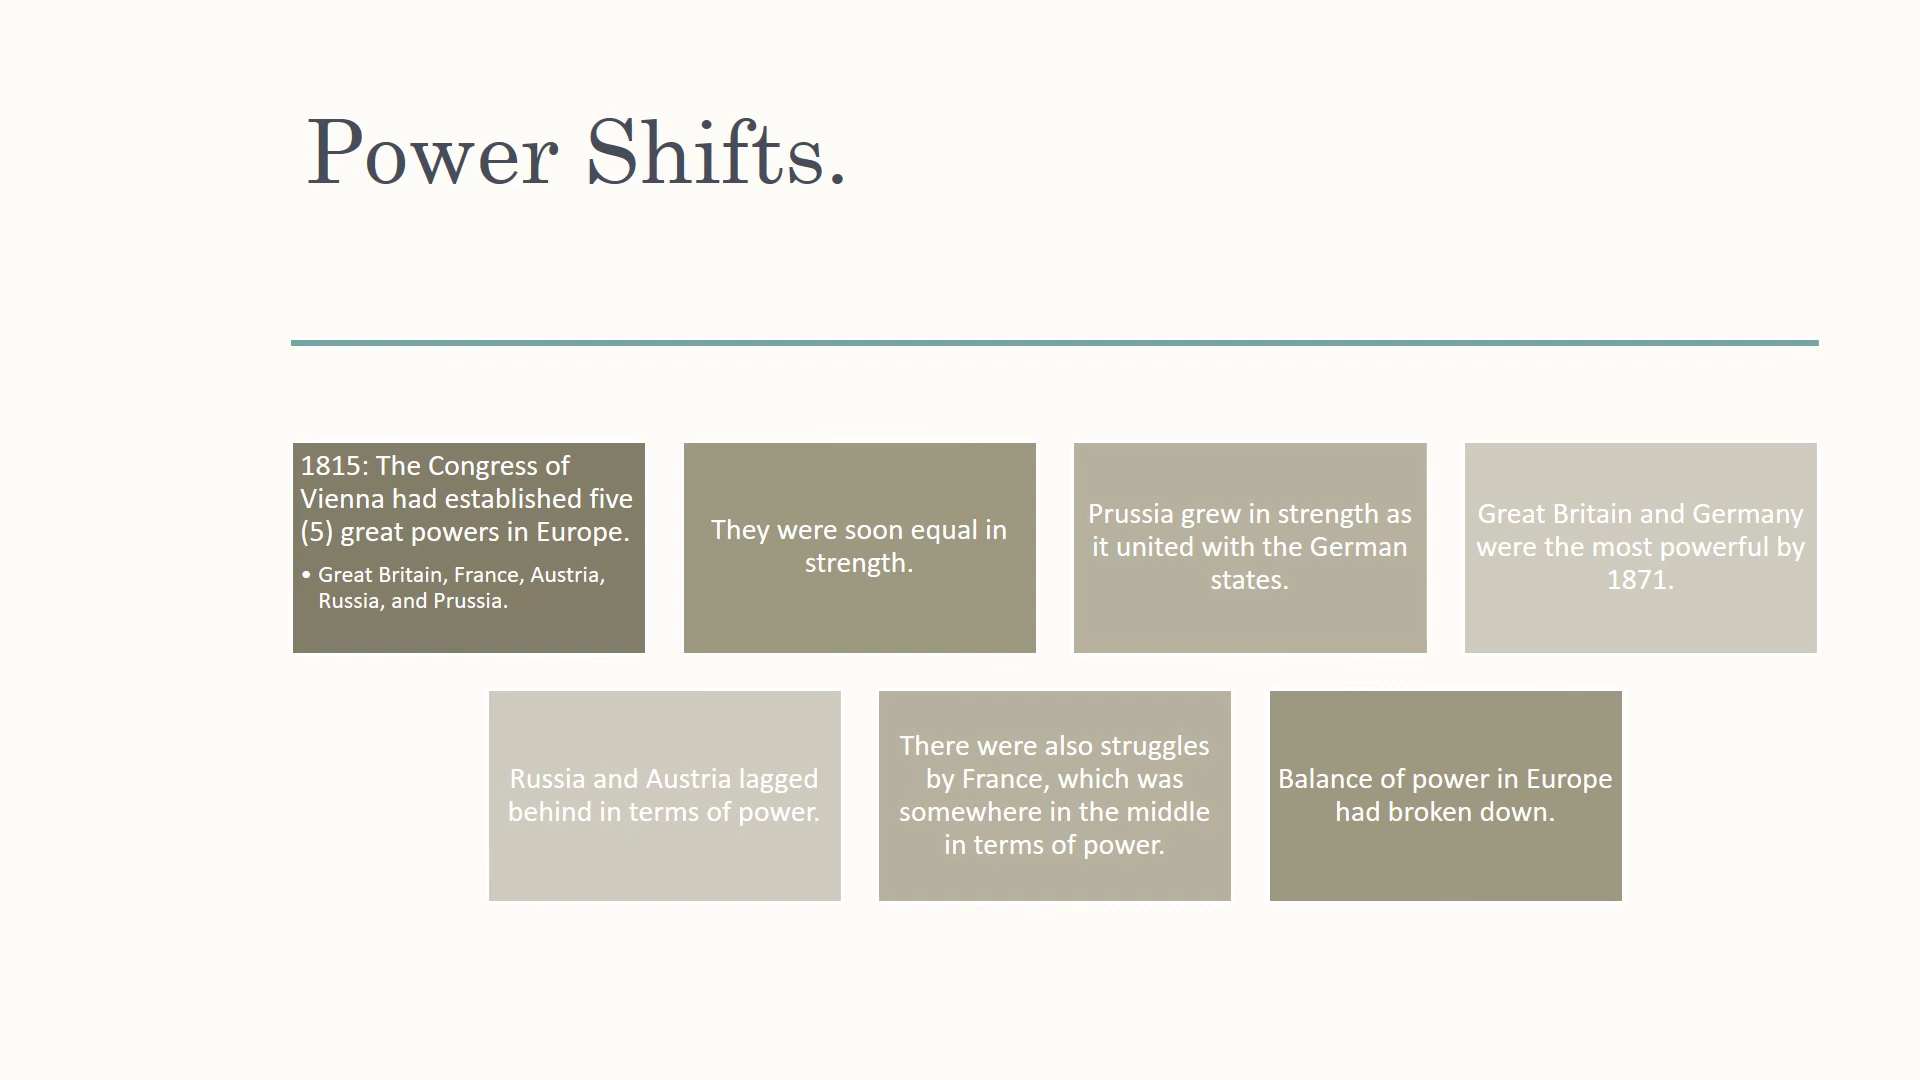 Power Shifts.
1815: The Congress of
Vienna had established five
(5) great powers in Europe.
• Great Britain, France, Austria,
Russia, and Prussia.
They were soon equal in
strength.
Prussia grew in strength as
it united with the German
states.
Great Britain and Germany
were the most powerful by
1871.
Russia and Austria lagged
behind in terms of power.
There were also struggles
by France, which was
somewhere in the middle
in terms of power.
Balance of power in Europe
had broken down.